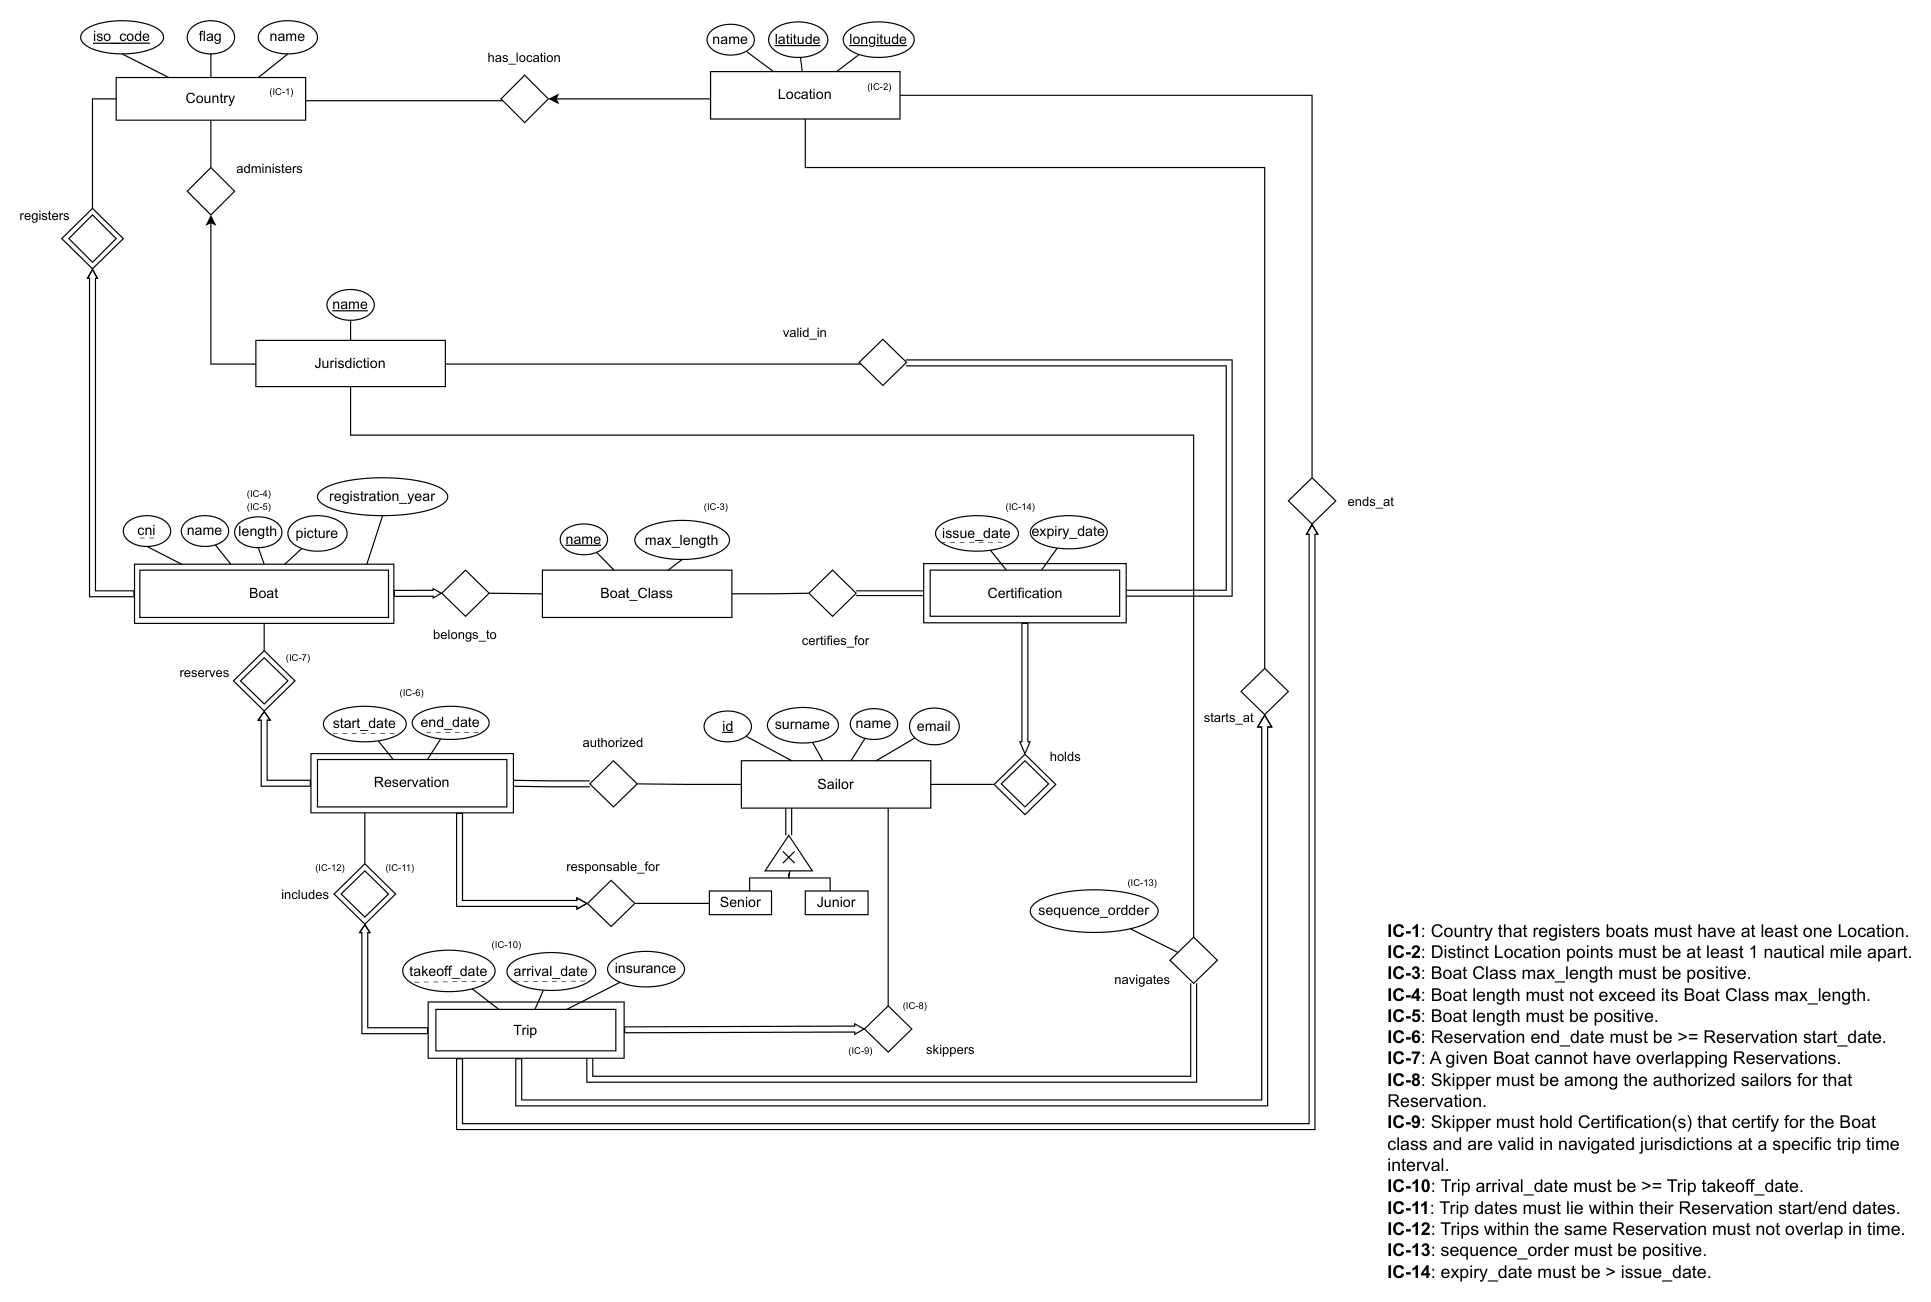 iso_code
flag
name
has_location
name
latitude
longitude
Country
(IC-1)
Location
(IC-2)
administers
registers
name
valid_in
Jurisdiction
(IC-4)
(IC-5)
registration_year
(IC-3)
(IC-14)
ends_at
cni
name
length
picture
name
max_length
issue_date
expiry_date
Boat
Boat_Class
Certification
belongs_to
certifies_for
reserves
(IC-7)
(IC-6)
start_date
end_date
authorized
id
surname
name
email
starts_at
holds
Reservation
Sailor
(IC-12)
(IC-11)
includes
responsable_for
Senior
Junior
(IC-13)
sequence_ordder
(IC-10)
takeoff_date
arrival_date
insurance
navigates
(IC-8)
Trip
(IC-9)
skippers
IC-1: Country that registers boats must have at least one Location.
IC-2: Distinct Location points must be at least 1 nautical mile apart.
IC-3: Boat Class max_length must be positive.
IC-4: Boat length must not exceed its Boat Class max_length.
IC-5: Boat length must be positive.
IC-6: Reservation end_date must be >= Reservation start_date.
IC-7: A given Boat cannot have overlapping Reservations.
IC-8: Skipper must be among the authorized sailors for that
Reservation.
IC-9: Skipper must hold Certification(s) that certify for the Boat
class and are valid in navigated jurisdictions at a specific trip time
interval.
IC-10: Trip arrival_date must be >= Trip takeoff_date.
IC-11: Trip dates must lie within their Reservation start/end dates.
IC-12: Trips within the same Reservation must not overlap in time.
IC-13: sequence_order must be positive.
IC-14: expiry_date must be > issue_date.